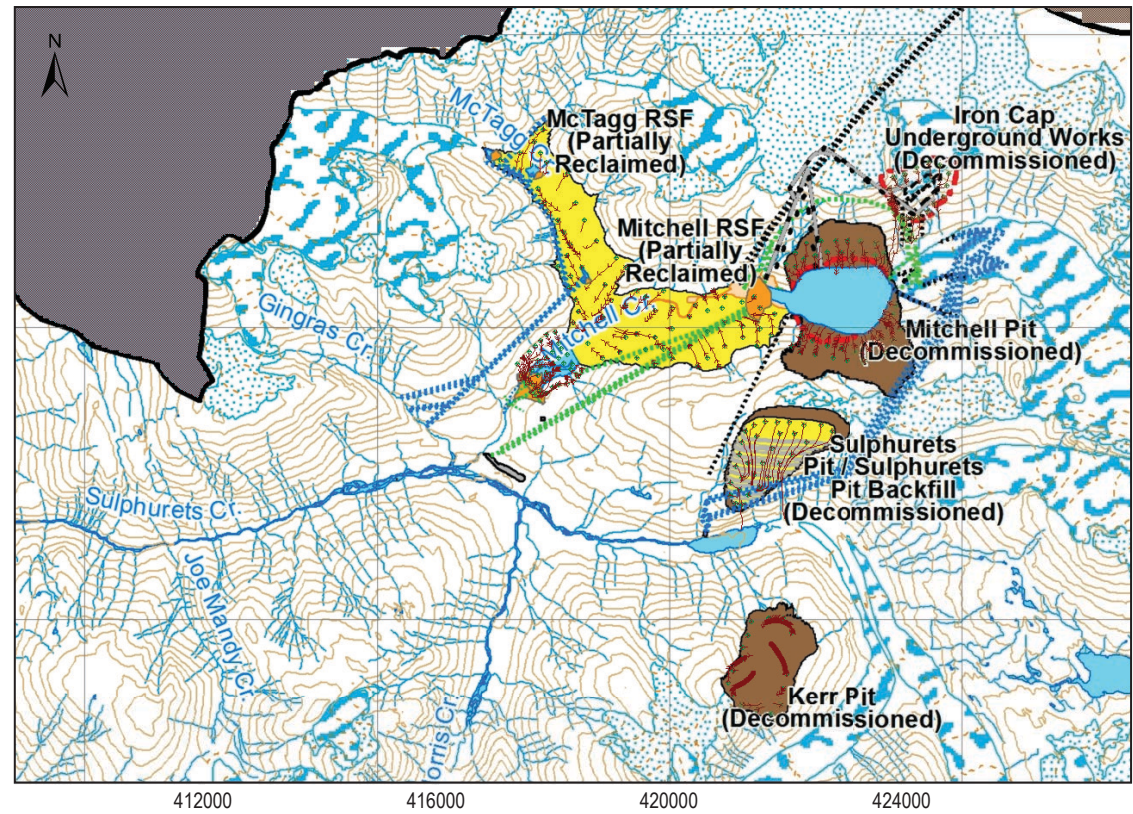 N
McTagg Cr.
McTagg RSF
(Partially
Reclaimed)
Iron Cap
Underground Works
(Decommissioned)
Mitchell RSF
(Partially
Reclaimed)
Gingras Cr.
Mitchell Cr.
Mitchell Pit
(Decommissioned)
Sulphurets
Pit / Sulphurets
Pit Backfill
(Decommissioned)
Sulphurets Cr.
Joe Mandy Cr.
orris Cr.
Kerr Pit
(Decommissioned)
412000
416000
420000
424000